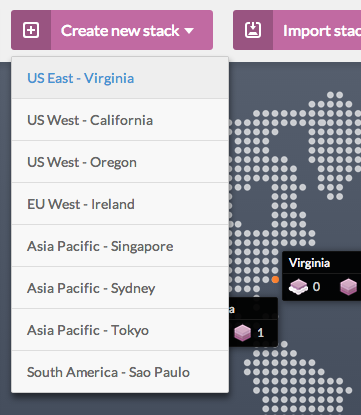 Create new stack
Import stac
US East - Virginia
US West - California
US West - Oregon
EU West - Ireland
Asia Pacific - Singapore
Asia Pacific - Sydney
Asia Pacific - Tokyo
South America - Sao Paulo
Virginia
0
a
1